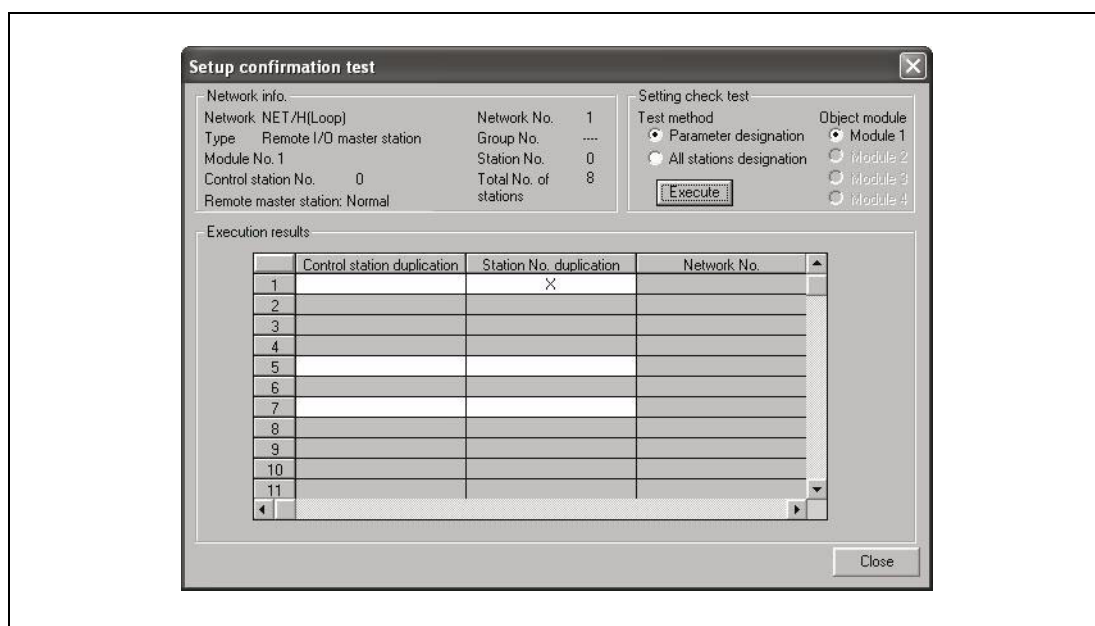 Setup confirmation test
Network info.
Network NET/H(Loop)
Type Remote I/O master station
Module No. 1
Control station No. 0
Remote master station: Normal
Network No. 1
Group No. ----
Station No. 0
Total No. of stations 8
Setting check test
Test method
Parameter designation
All stations designation
Execute
Object module
Module 1
Module 2
Module 3
Module 4
Execution results
Control station duplication Station No. duplication Network No.
1 X
2
3
4
5
6
7
8
9
10
11
Close